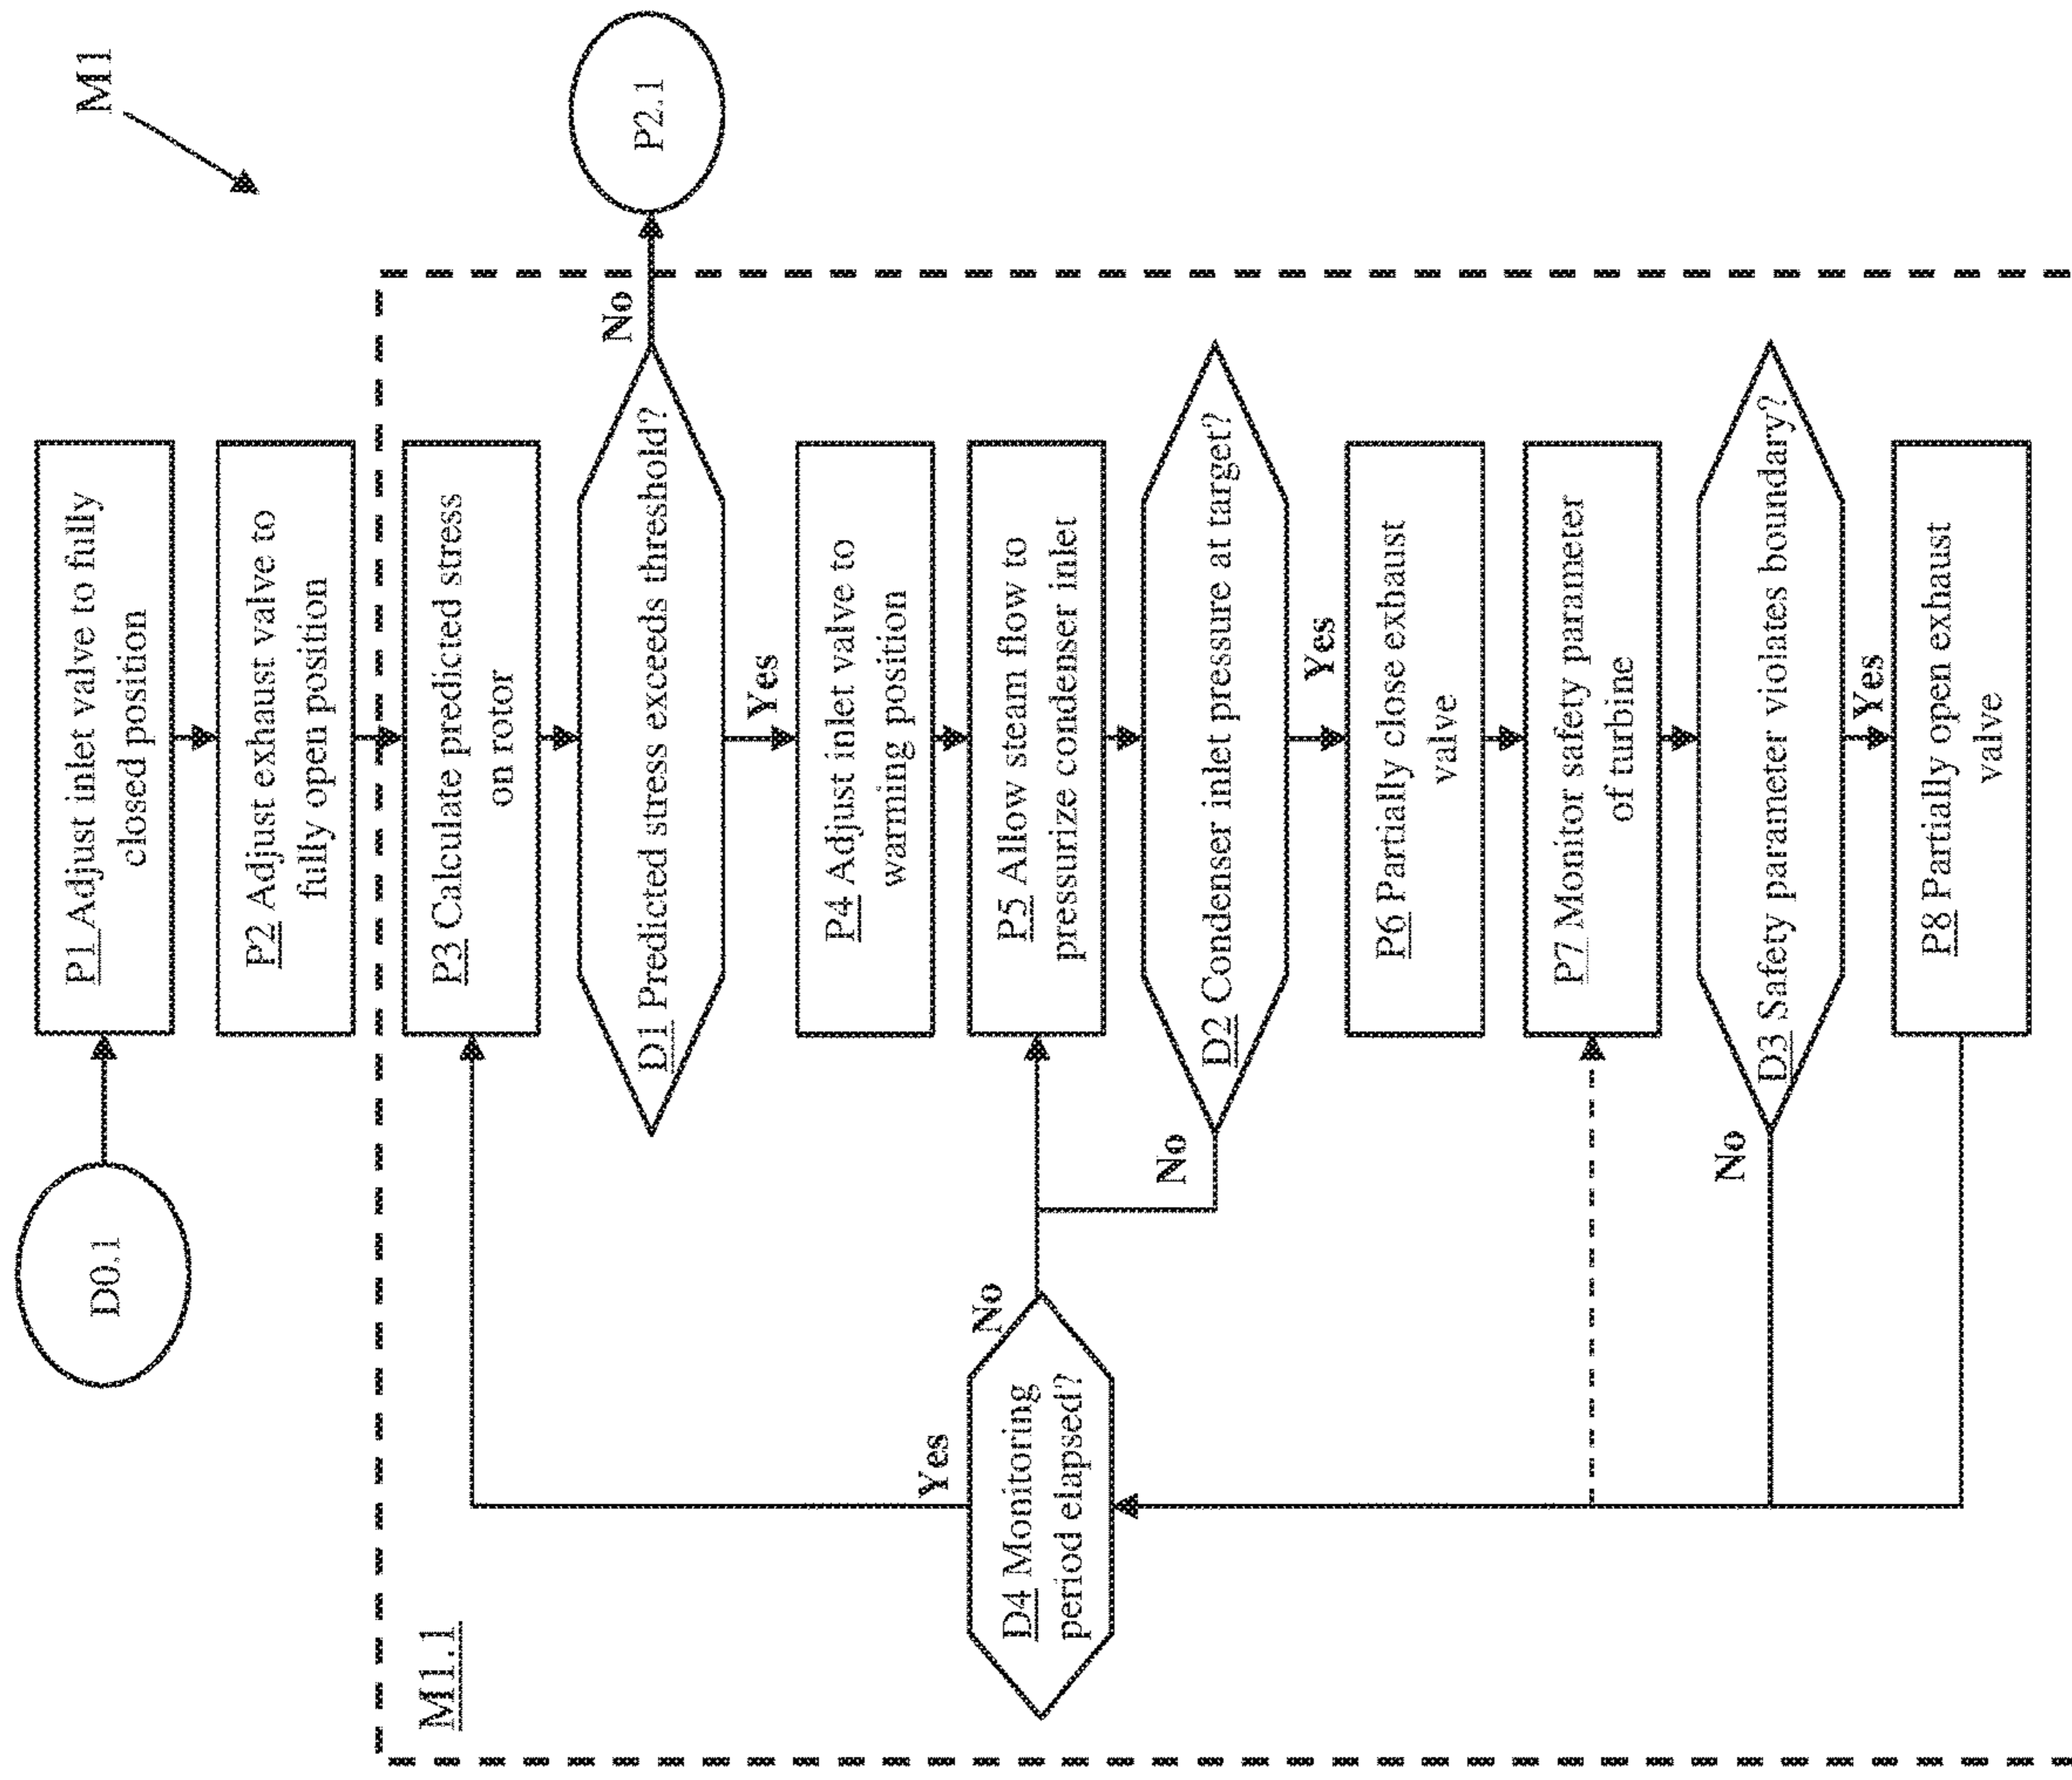 M1
D0.1
P1 Adjust inlet valve to fully
closed position
P2 Adjust exhaust valve to
fully open position
M1.1
P3 Calculate predicted stress
on rotor
D1 Predicted stress exceeds threshold?
No
P2.1
Yes
P4 Adjust inlet valve to
warming position
Yes
D4 Monitoring
period elapsed?
No
P5 Allow steam flow to
pressurize condenser inlet
No
D2 Condenser inlet pressure at target?
Yes
P6 Partially close exhaust
valve
P7 Monitor safety parameter
of turbine
No
D3 Safety parameter violates boundary?
Yes
P8 Partially open exhaust
valve